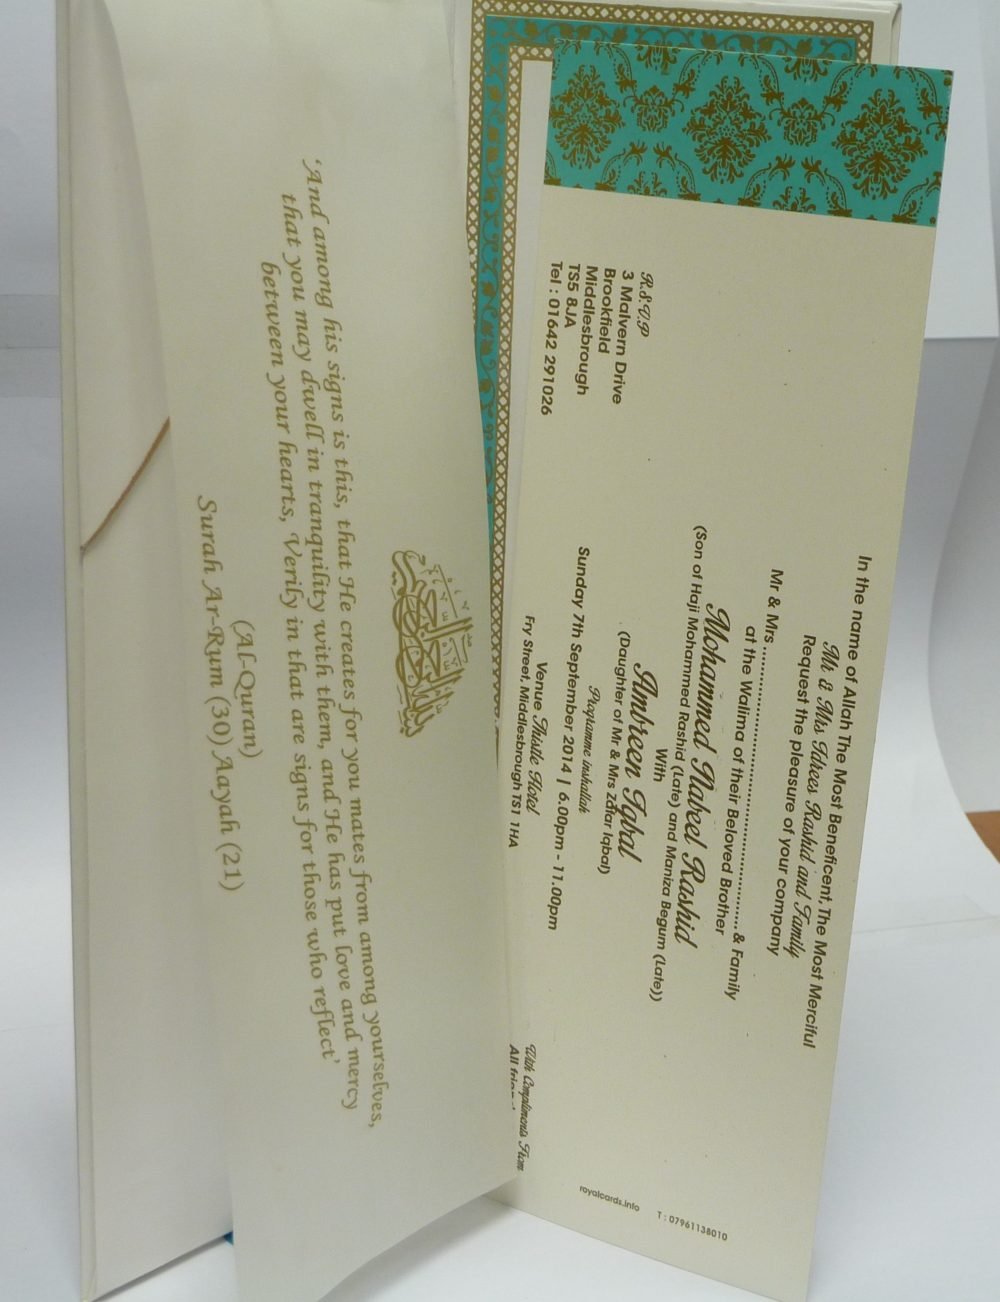 'And among his signs is this, that He creates for you mates from among yourselves,
that you may dwell in tranquility with them, and He has put love and mercy
between your hearts, Verily in that are signs for those who reflect'
(Al-Quran)
Surah Ar-Rum (30) Aayah (21)
In the name of Allah The Most Beneficent, The Most Merciful
Mr & Mrs Idrees Rashid and Family
Request the pleasure of your company
Mr & Mrs ............................................. & Family
at the Walima of their Beloved Brother
Mohammed Nabeel Rashid
(Son of Haji Mohammed Rashid (Late) and Maniza Begum (Late))
With
Ambreen Iqbal
(Daughter of Mr & Mrs Zafar Iqbal)
Programme inshallah
Sunday 7th September 2014 | 6.00pm - 11.00pm
Venue Thistle Hotel
Fry Street, Middlesbrough TS1 1HA
R.S.V.P
3 Malvern Drive
Brookfield
Middlesbrough
TS5 8JA
Tel : 01642 291026
With Compliments From
All
royalcards.info T : 07961138010